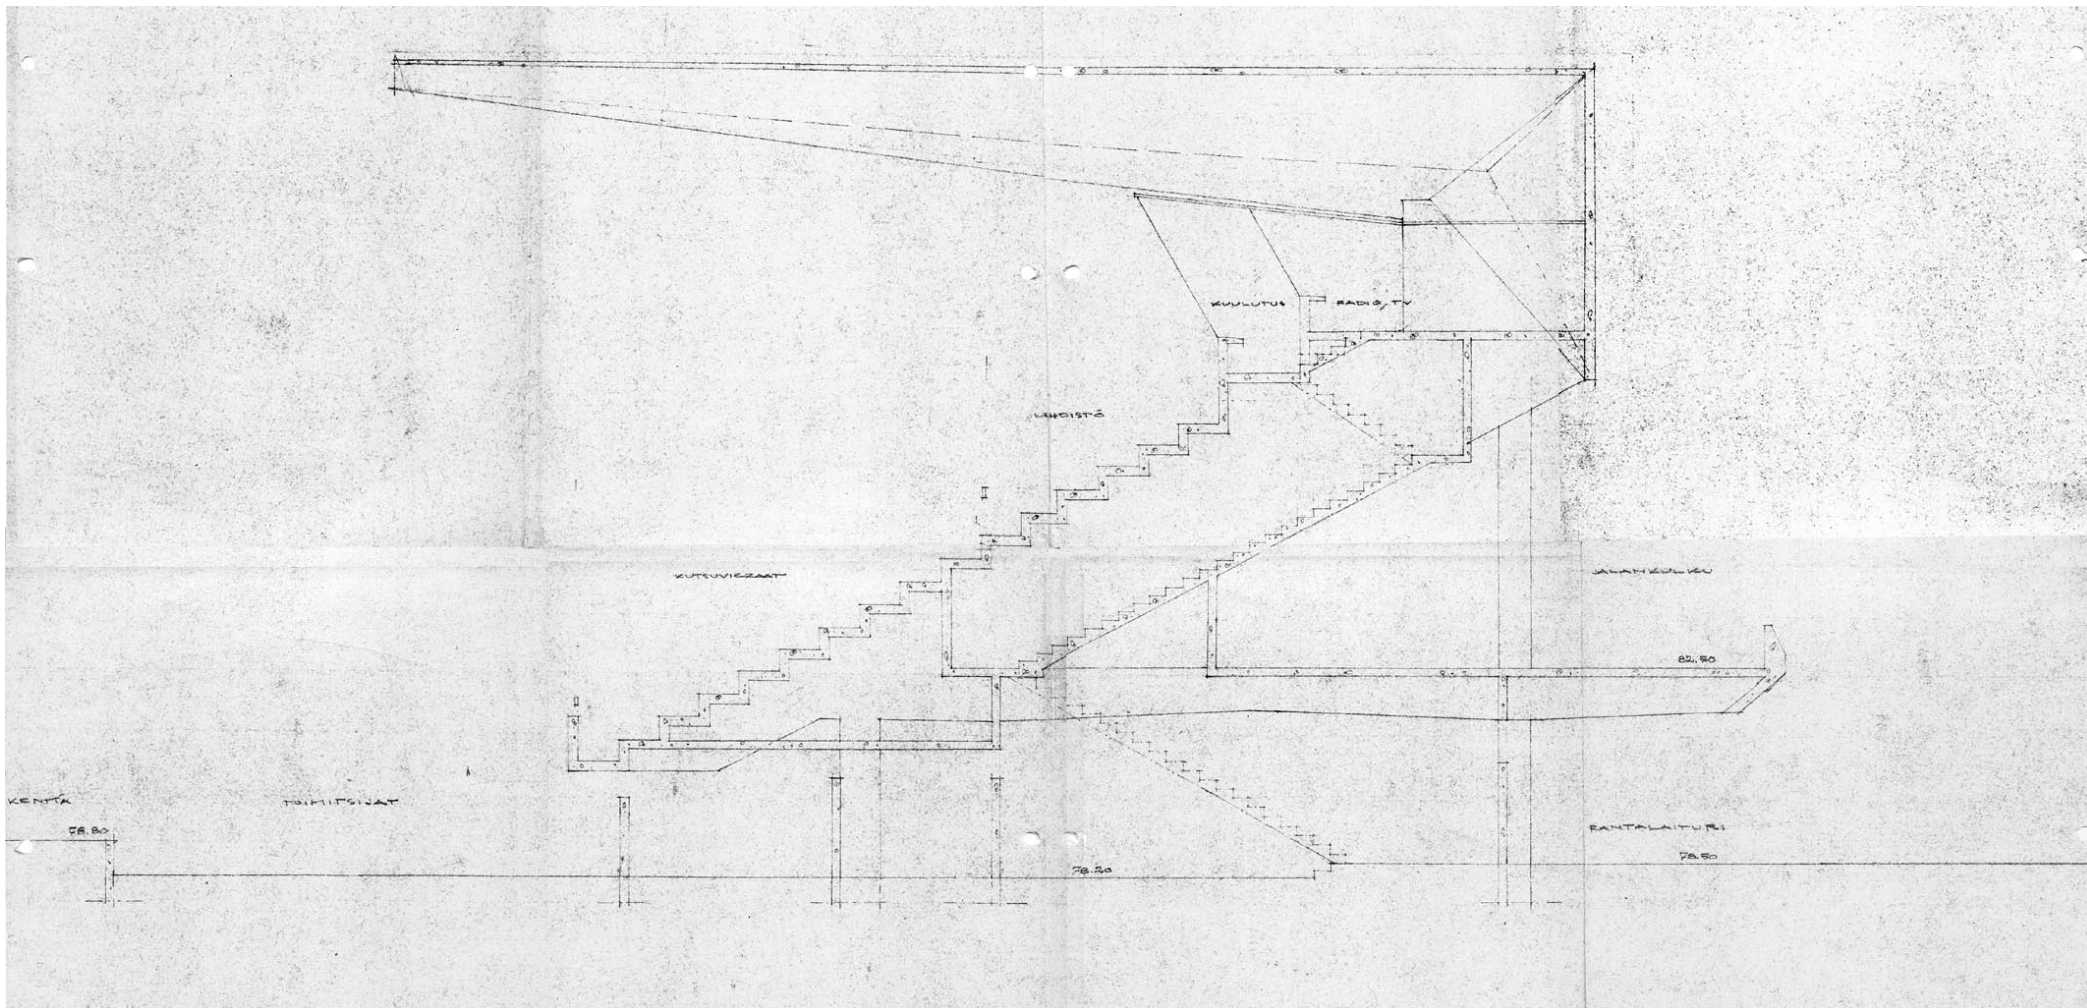 KUULUTUS
RADIO, TV
LEHDISTÖ
KUTSUVIERAAT
JALANKULKU
82.50
KENTTÄ
78.80
TOIMITSIJAT
RANTALAITURI
78.50
78.20